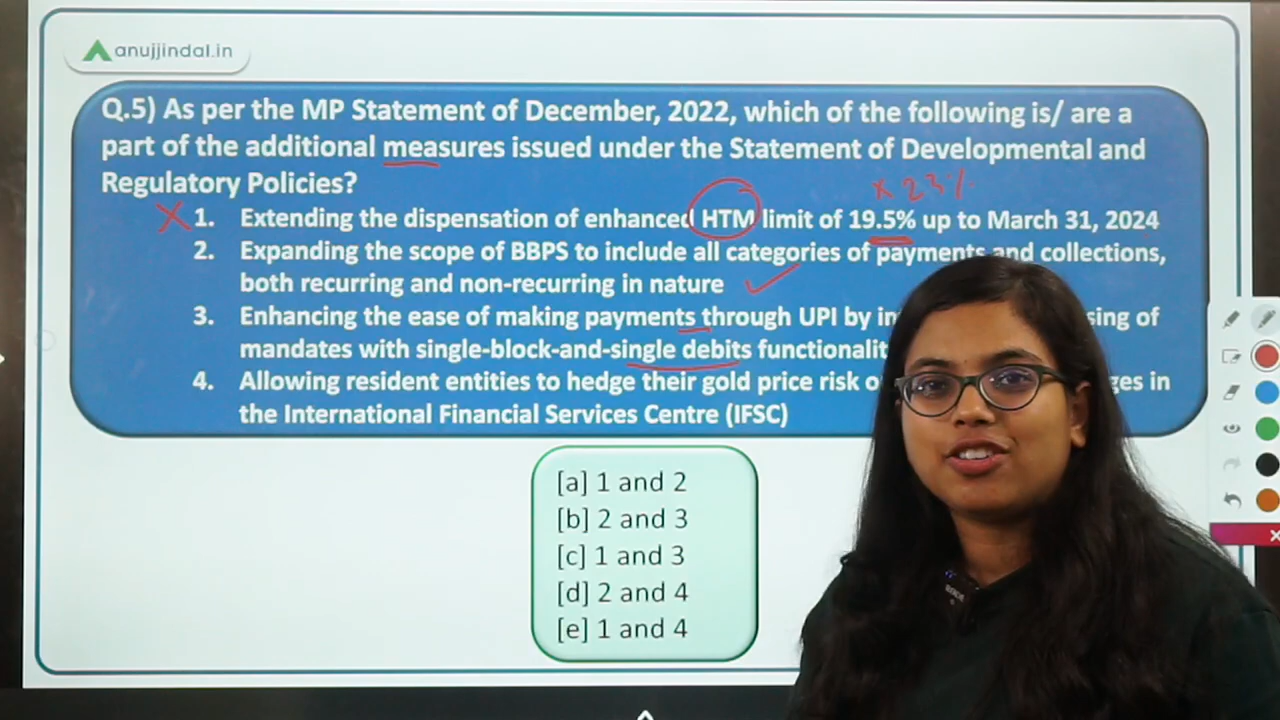 anujjindal.in
Q.5) As per the MP Statement of December, 2022, which of the following is/ are a
part of the additional measures issued under the Statement of Developmental and
Regulatory Policies?
x 23%
X 1. Extending the dispensation of enhanced HTM limit of 19.5% up to March 31, 2024
2. Expanding the scope of BBPS to include all categories of payments and collections,
both recurring and non-recurring in nature
3. Enhancing the ease of making payments through UPI by sing of
mandates with single-block-and-single debits
4. Allowing resident entities to hedge their gold price risk ges in
the International Financial Services Centre (IFSC)
[a] 1 and 2
[b] 2 and 3
[c] 1 and 3
[d] 2 and 4
[e] 1 and 4